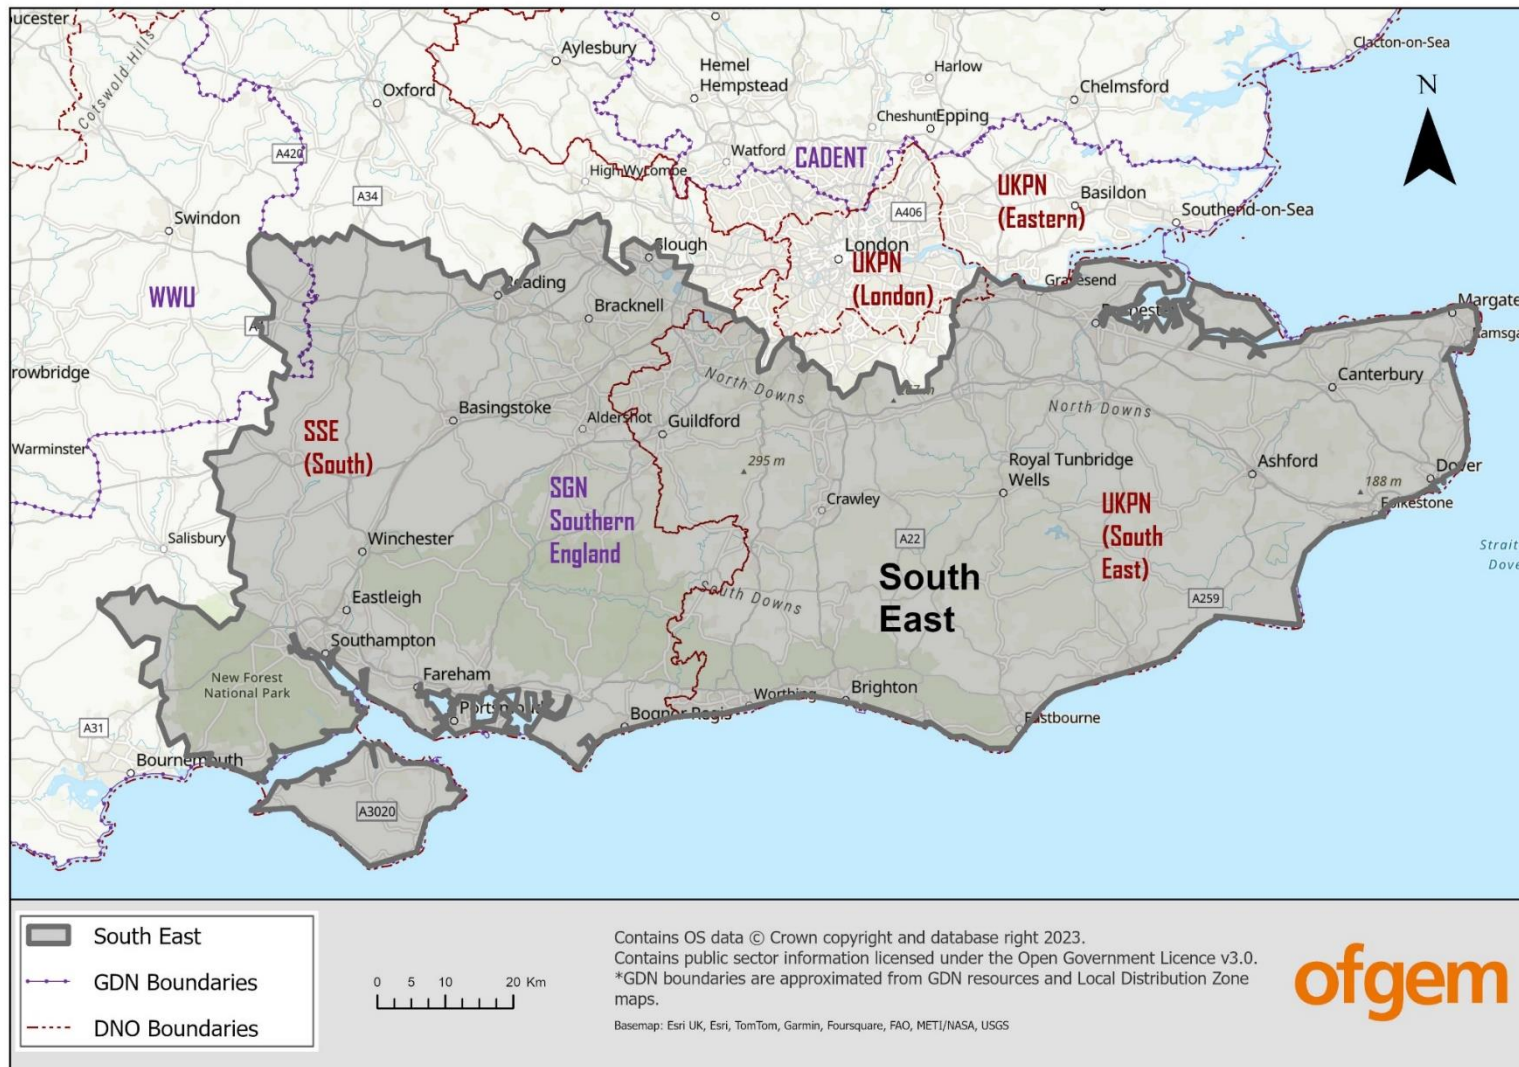 oucester
Cotswold Hills
Aylesbury
Hemel
Hempstead
Harlow
Clacton-on-Sea
Oxford
Chelmsford
Cheshunt
Epping
N
A420
Watford
CADENT
High Wycombe
A34
UKPN
(Eastern)
Basildon
Swindon
A406
Southend-on-Sea
Slough
London
UKPN
(London)
WWU
Reading
Bracknell
Gravesend
Margate
rowbridge
North Downs
Canterbury
Basingstoke
Aldershot
Guildford
North Downs
SSE
(South)
Warminster
295 m
Royal Tunbridge
Wells
Ashford
Dover
188 m
SGN
Southern
England
Crawley
UKPN
(South
East)
Folkestone
Salisbury
Winchester
A22
Strait
Dove
South Downs
South
East
A259
Eastleigh
Southampton
New Forest
National Park
Fareham
Worthing
Brighton
Bognor Regis
Eastbourne
A31
Bournemouth
A3020
South East
GDN Boundaries
DNO Boundaries
0 5 10 20 Km
Contains OS data © Crown copyright and database right 2023.
Contains public sector information licensed under the Open Government Licence v3.0.
*GDN boundaries are approximated from GDN resources and Local Distribution Zone
maps.
Basemap: Esri UK, Esri, TomTom, Garmin, Foursquare, FAO, METI/NASA, USGS
ofgem